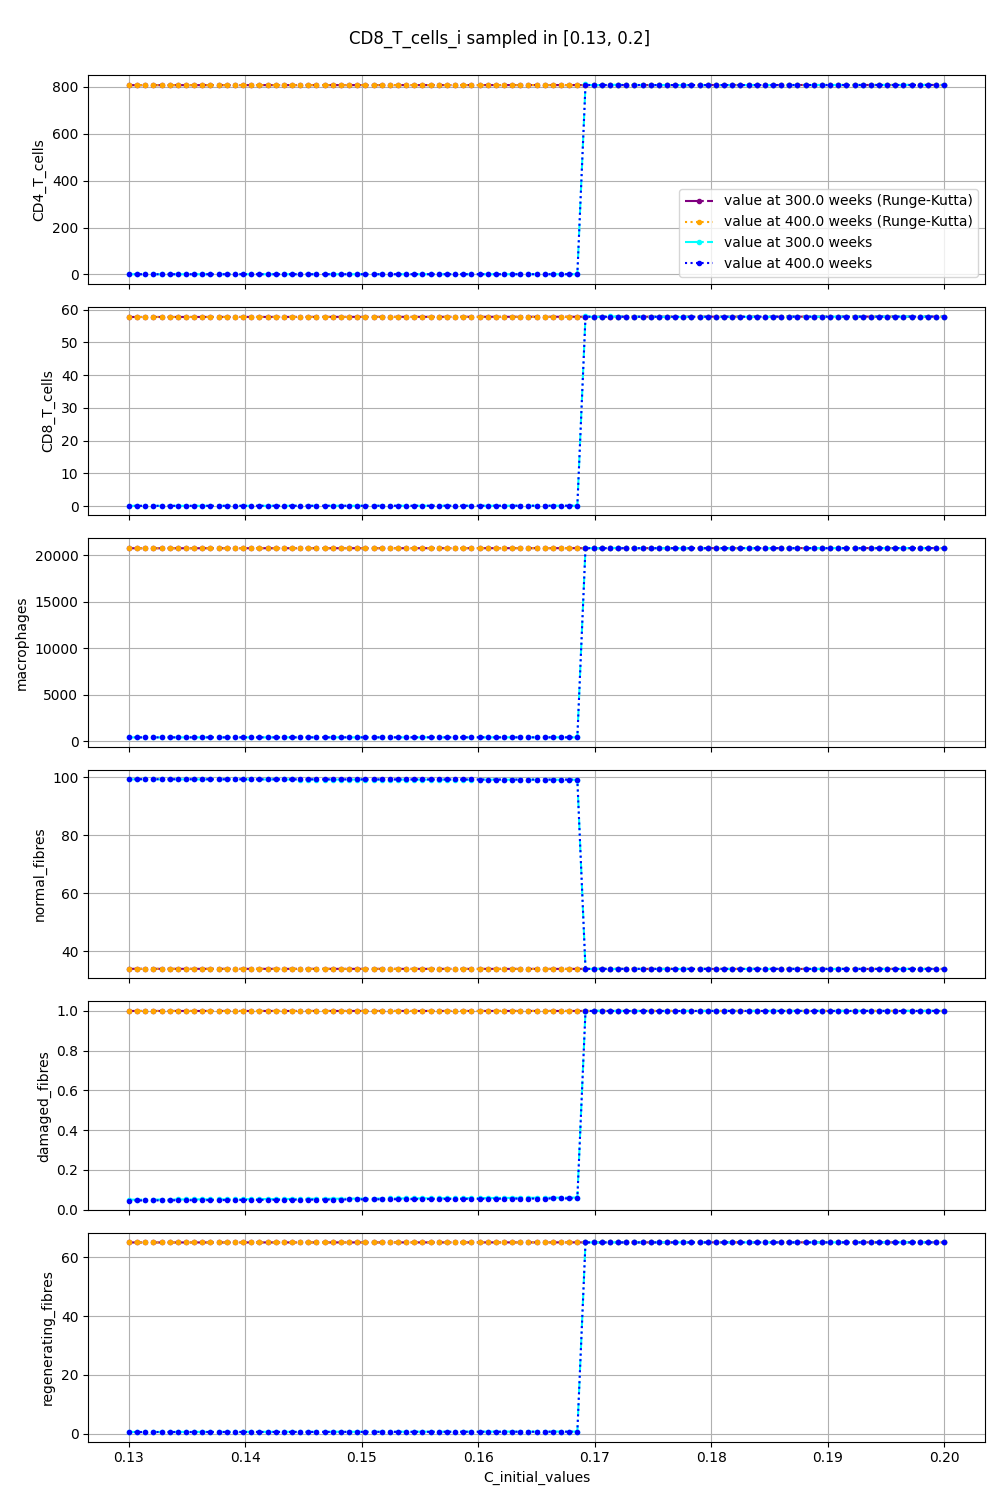 CD8_T_cells_i sampled in [0.13, 0.2]
800
600
400
200
0
CD4_T_cells
value at 300.0 weeks (Runge-Kutta)
value at 400.0 weeks (Runge-Kutta)
value at 300.0 weeks
value at 400.0 weeks
60
50
40
30
20
10
0
CD8_T_cells
20000
15000
10000
5000
0
macrophages
100
80
60
40
normal_fibres
1.0
0.8
0.6
0.4
0.2
0.0
damaged_fibres
60
40
20
0
regenerating_fibres
0.13 0.14 0.15 0.16 0.17 0.18 0.19 0.20
C_initial_values